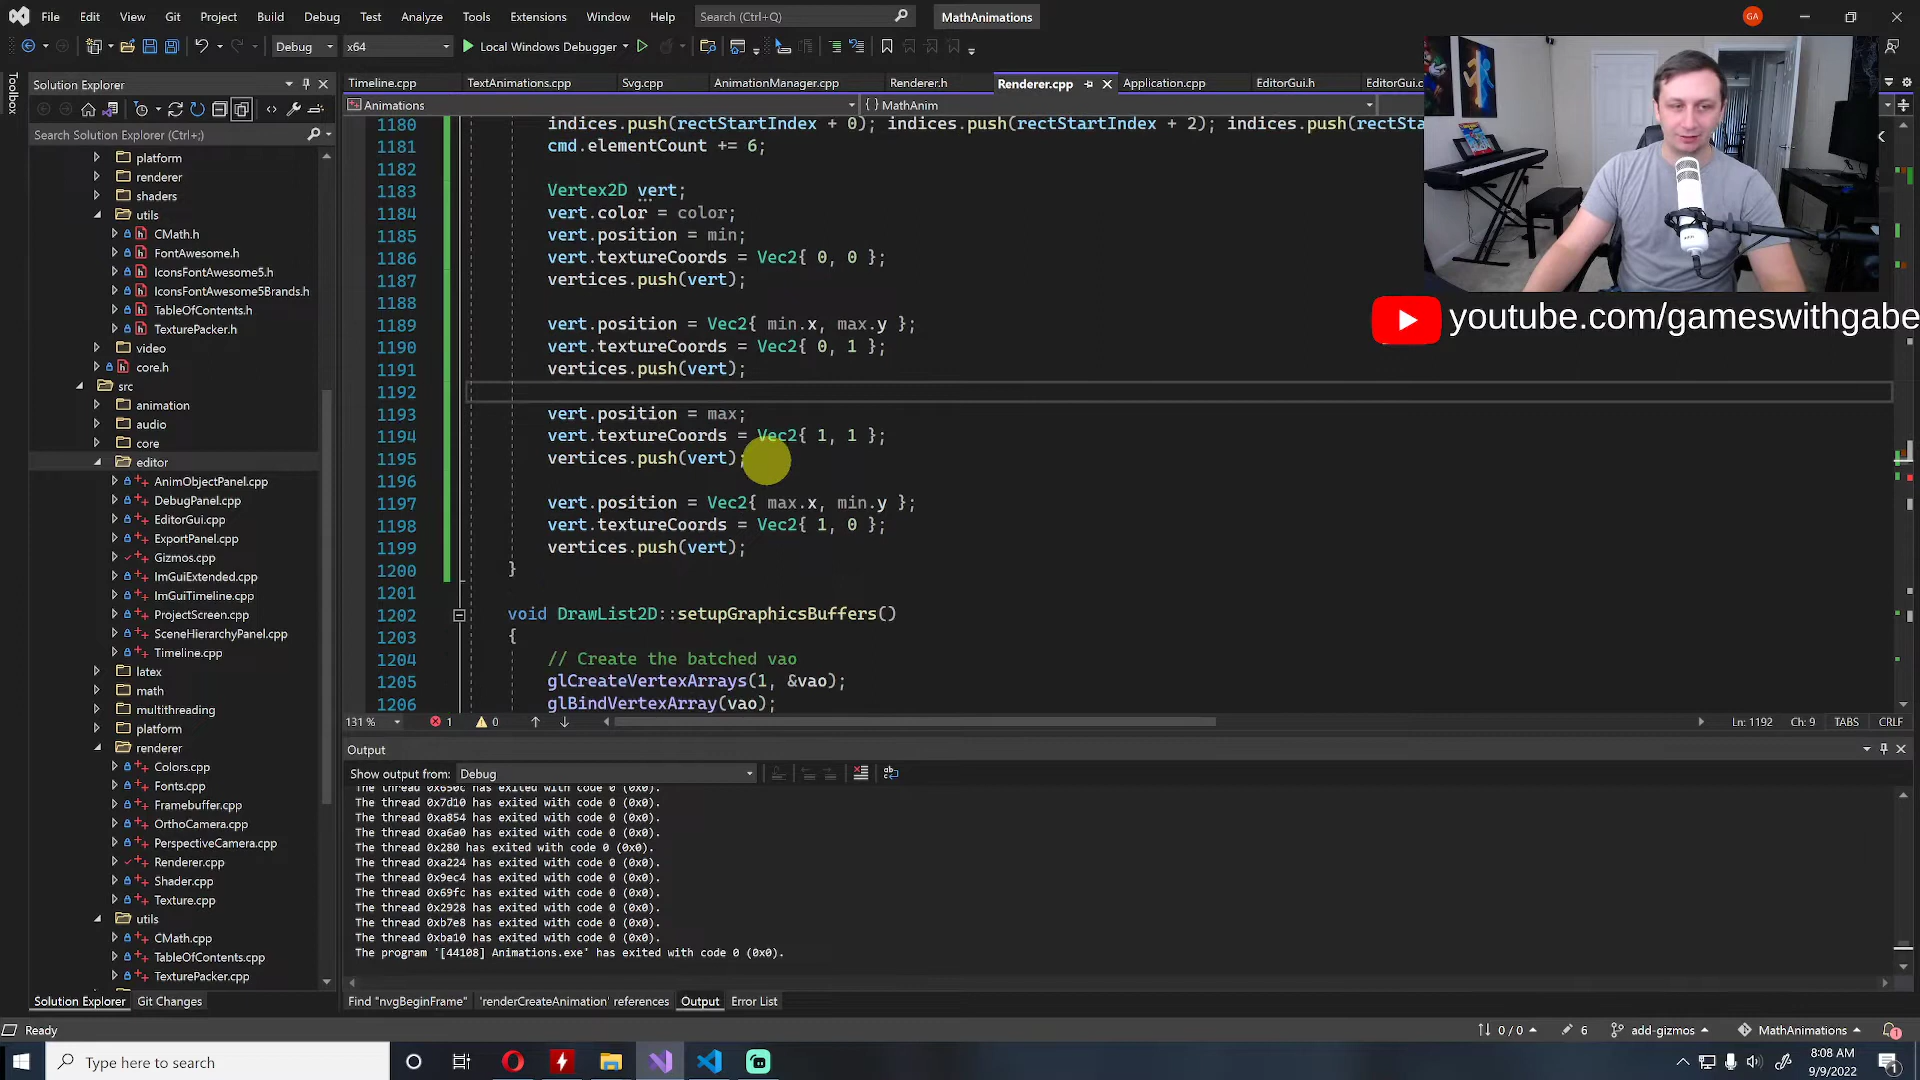 File Edit View Git Project Build Debug Test Analyze Tools Extensions Window Help Search (Ctrl+Q) MathAnimations GA
Debug x64 Local Windows Debugger
Toolbox
Solution Explorer
Search Solution Explorer (Ctrl+;)
platform
renderer
shaders
utils
CMath.h
FontAwesome.h
IconsFontAwesome5.h
IconsFontAwesome5Brands.h
TableOfContents.h
TexturePacker.h
video
core.h
src
animation
audio
core
editor
AnimObjectPanel.cpp
DebugPanel.cpp
EditorGui.cpp
ExportPanel.cpp
Gizmos.cpp
ImGuiExtended.cpp
ImGuiTimeline.cpp
ProjectScreen.cpp
SceneHierarchyPanel.cpp
Timeline.cpp
latex
math
multithreading
platform
renderer
Colors.cpp
Fonts.cpp
Framebuffer.cpp
OrthoCamera.cpp
PerspectiveCamera.cpp
Renderer.cpp
Shader.cpp
Texture.cpp
utils
CMath.cpp
TableOfContents.cpp
TexturePacker.cpp
Solution Explorer Git Changes
Timeline.cpp TextAnimations.cpp Svg.cpp AnimationManager.cpp Renderer.h Renderer.cpp Application.cpp EditorGui.h EditorGui.c
Animations { } MathAnim
1180 indices.push(rectStartIndex + 0); indices.push(rectStartIndex + 2); indices.push(rectSta
1181 cmd.elementCount += 6;
1182
1183 Vertex2D vert;
1184 vert.color = color;
1185 vert.position = min;
1186 vert.textureCoords = Vec2{ 0, 0 };
1187 vertices.push(vert);
1188
1189 vert.position = Vec2{ min.x, max.y };
1190 vert.textureCoords = Vec2{ 0, 1 };
1191 vertices.push(vert);
1192
1193 vert.position = max;
1194 vert.textureCoords = Vec2{ 1, 1 };
1195 vertices.push(vert);
1196
1197 vert.position = Vec2{ max.x, min.y };
1198 vert.textureCoords = Vec2{ 1, 0 };
1199 vertices.push(vert);
1200 }
1201
1202 void DrawList2D::setupGraphicsBuffers()
1203 {
1204 // Create the batched vao
1205 glCreateVertexArrays(1, &vao);
1206 glBindVertexArray(vao);
youtube.com/gameswithgabe
131 % 1 0 Ln: 1192 Ch: 9 TABS CRLF
Output
Show output from: Debug
The thread 0x650c has exited with code 0 (0x0).
The thread 0x7d10 has exited with code 0 (0x0).
The thread 0xa854 has exited with code 0 (0x0).
The thread 0xa6a0 has exited with code 0 (0x0).
The thread 0x280 has exited with code 0 (0x0).
The thread 0xa224 has exited with code 0 (0x0).
The thread 0x9ec4 has exited with code 0 (0x0).
The thread 0x69fc has exited with code 0 (0x0).
The thread 0x2928 has exited with code 0 (0x0).
The thread 0xb7e8 has exited with code 0 (0x0).
The thread 0xba10 has exited with code 0 (0x0).
The program '[44108] Animations.exe' has exited with code 0 (0x0).
Find "nvgBeginFrame" 'renderCreateAnimation' references Output Error List
Ready 0 / 0 6 add-gizmos MathAnimations 1
Type here to search
8:08 AM
9/9/2022
1